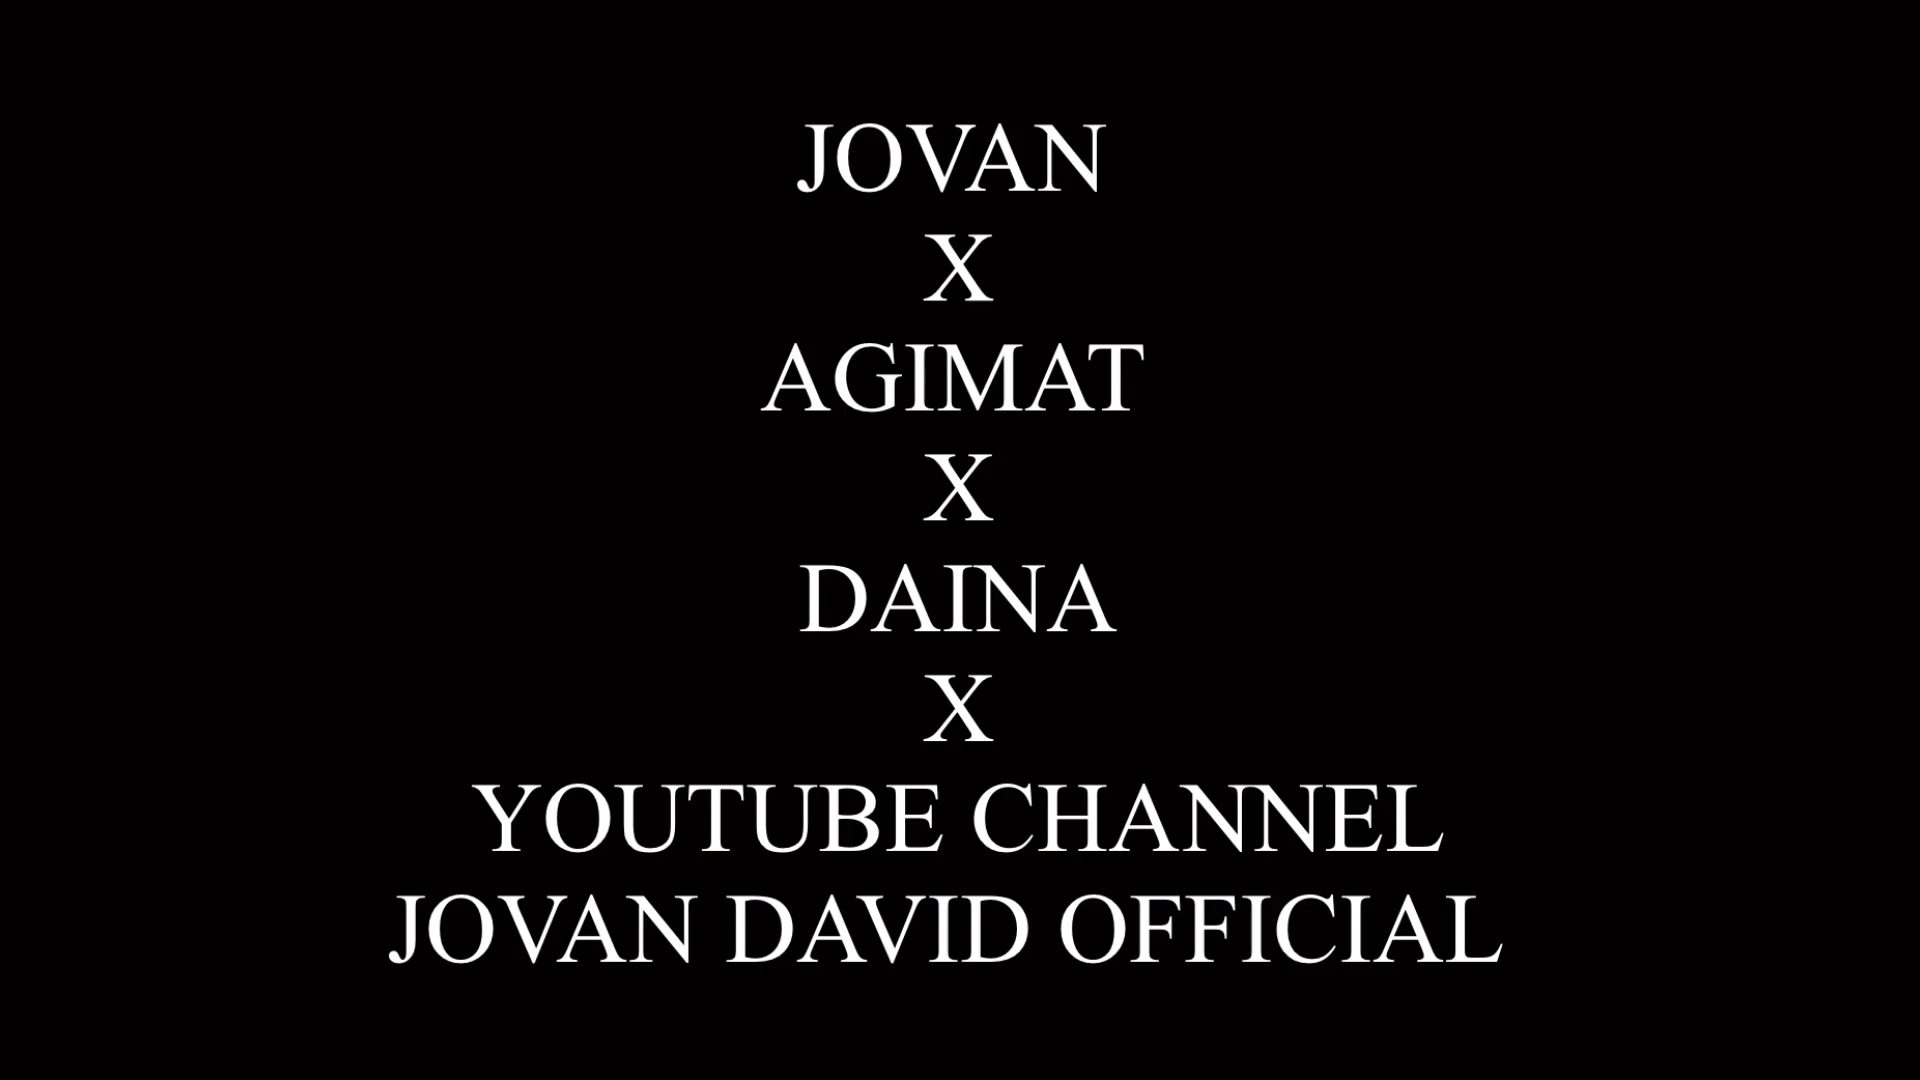 JOVAN
X
AGIMAT
X
DAINA
X
YOUTUBE CHANNEL
JOVAN DAVID OFFICIAL